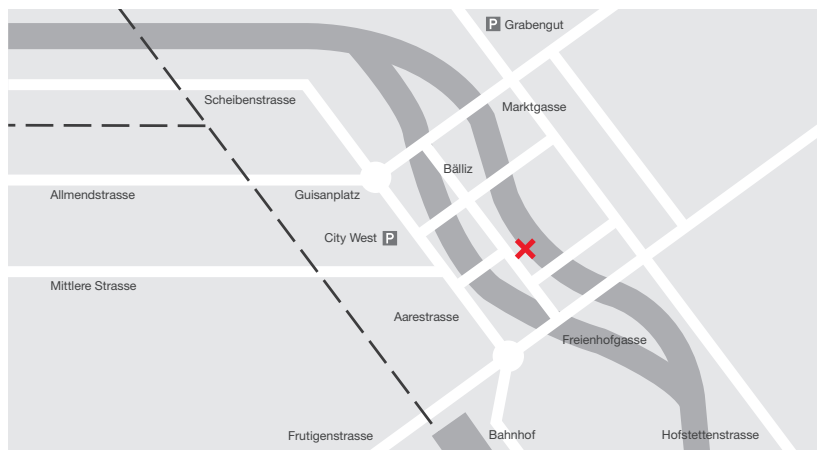 P Grabengut
Scheibenstrasse
Marktgasse
Bälliz
Allmendstrasse
Guisanplatz
City West P
Mittlere Strasse
Aarestrasse
Freienhofgasse
Frutigenstrasse
Bahnhof
Hofstettenstrasse